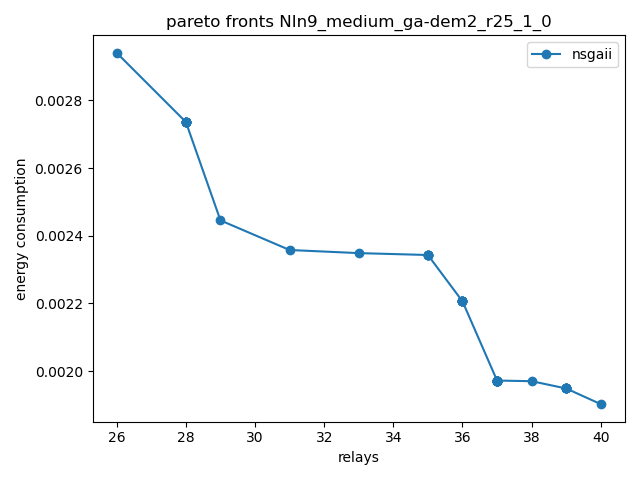 pareto fronts NIn9_medium_ga-dem2_r25_1_0
nsgaii
energy consumption
0.0028
0.0026
0.0024
0.0022
0.0020
26 28 30 32 34 36 38 40
relays